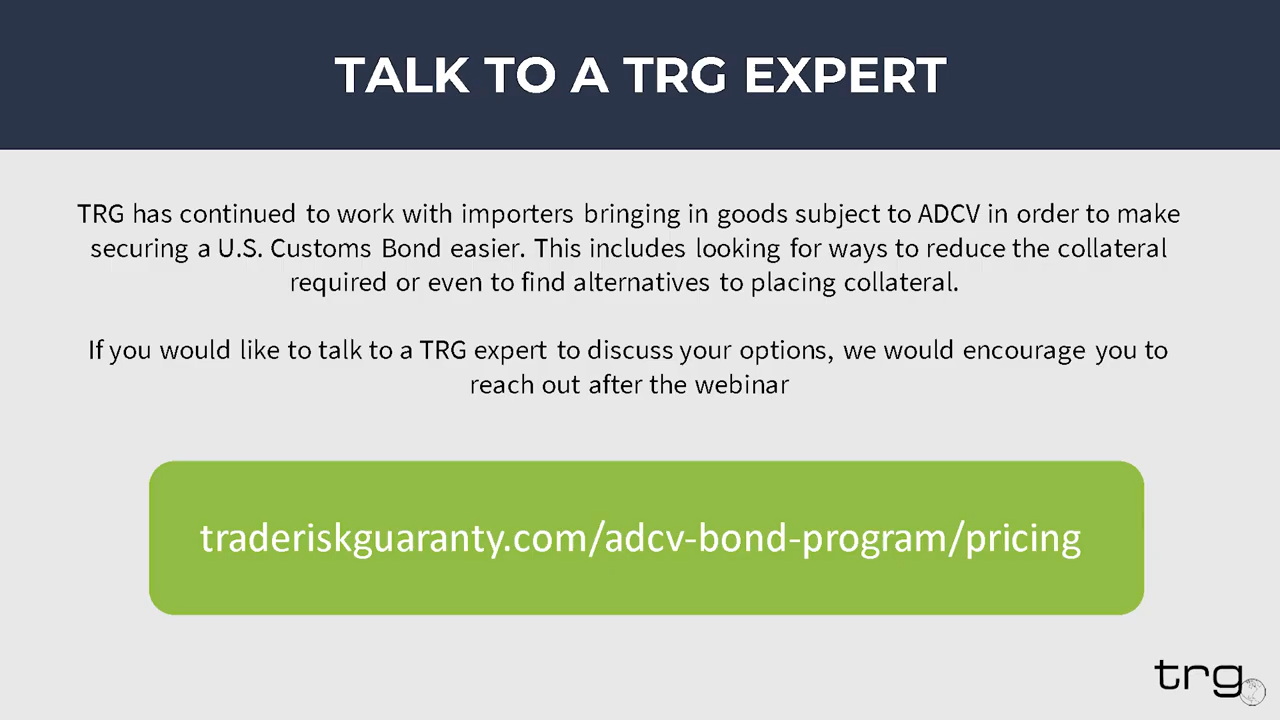 TALK TO A TRG EXPERT
TRG has continued to work with importers bringing in goods subject to ADCV in order to make
securing a U.S. Customs Bond easier. This includes looking for ways to reduce the collateral
required or even to find alternatives to placing collateral.
If you would like to talk to a TRG expert to discuss your options, we would encourage you to
reach out after the webinar
traderiskguaranty.com/adcv-bond-program/pricing
trg